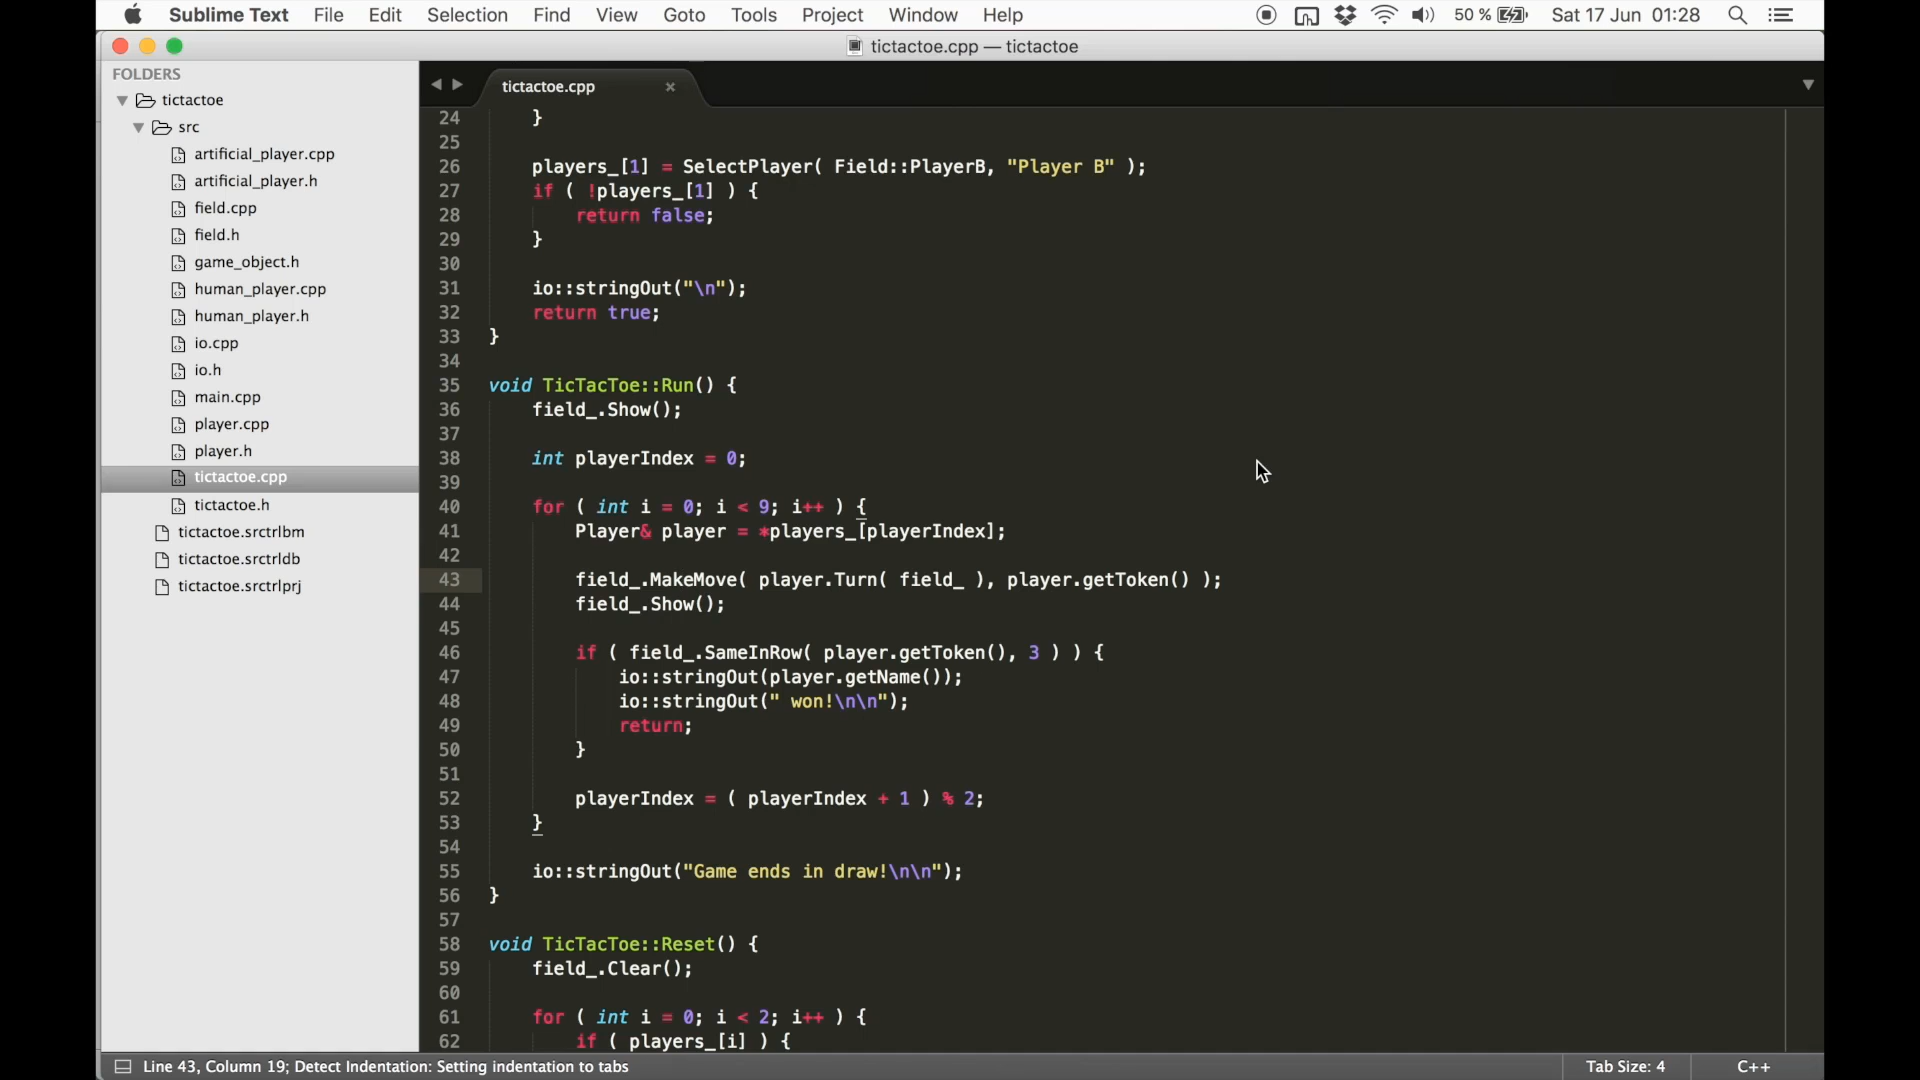 Sublime Text File Edit Selection Find View Goto Tools Project Window Help 50 % Sat 17 Jun 01:28
tictactoe.cpp — tictactoe
FOLDERS
tictactoe
src
artificial_player.cpp
artificial_player.h
field.cpp
field.h
game_object.h
human_player.cpp
human_player.h
io.cpp
io.h
main.cpp
player.cpp
player.h
tictactoe.cpp
tictactoe.h
tictactoe.srctrlbm
tictactoe.srctrldb
tictactoe.srctrlprj
tictactoe.cpp ×
24 }
25
26 players_[1] = SelectPlayer( Field::PlayerB, "Player B" );
27 if ( !players_[1] ) {
28 return false;
29 }
30
31 io::stringOut("\n");
32 return true;
33 }
34
35 void TicTacToe::Run() {
36 field_.Show();
37
38 int playerIndex = 0;
39
40 for ( int i = 0; i < 9; i++ ) {
41 Player& player = *players_[playerIndex];
42
43 field_.MakeMove( player.Turn( field_ ), player.getToken() );
44 field_.Show();
45
46 if ( field_.SameInRow( player.getToken(), 3 ) ) {
47 io::stringOut(player.getName());
48 io::stringOut(" won!\n\n");
49 return;
50 }
51
52 playerIndex = ( playerIndex + 1 ) % 2;
53 }
54
55 io::stringOut("Game ends in draw!\n\n");
56 }
57
58 void TicTacToe::Reset() {
59 field_.Clear();
60
61 for ( int i = 0; i < 2; i++ ) {
62 if ( players_[i] ) {
Line 43, Column 19; Detect Indentation: Setting indentation to tabs Tab Size: 4 C++